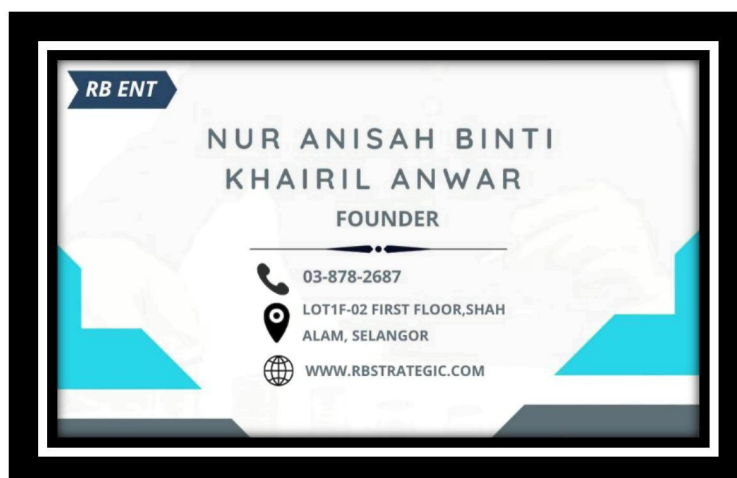 RB ENT
NUR ANISAH BINTI
KHAIRIL ANWAR
FOUNDER
03-878-2687
LOT1F-02 FIRST FLOOR,SHAH
ALAM, SELANGOR
WWW.RBSTRATEGIC.COM